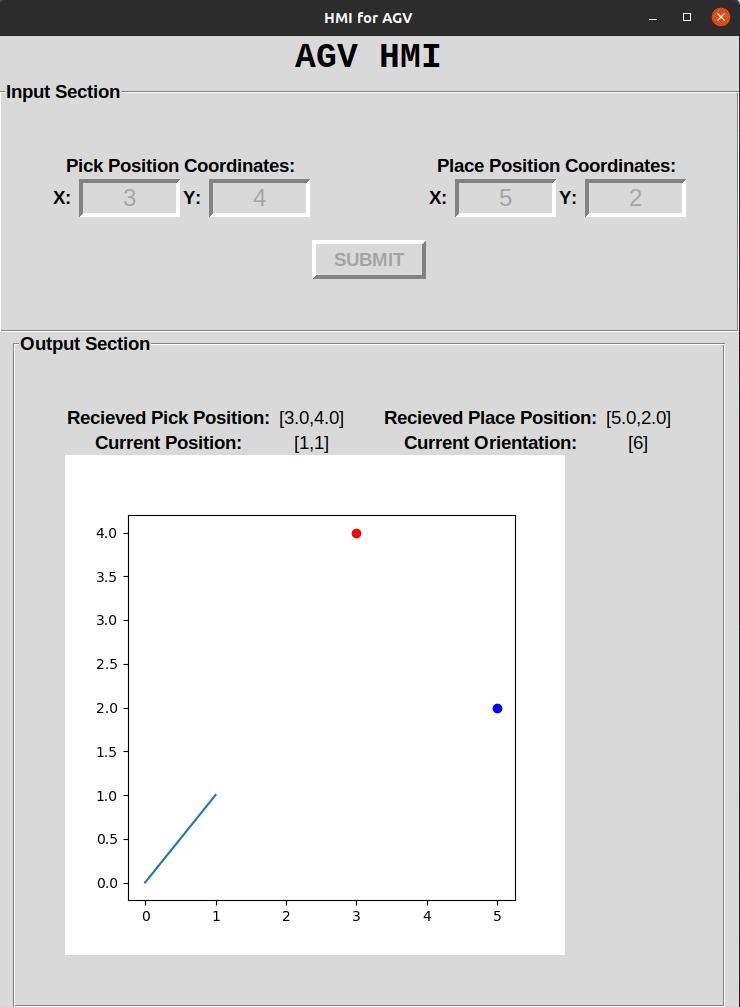 HMI for AGV
AGV HMI
Input Section
Pick Position Coordinates: Place Position Coordinates:
X: 3 Y: 4 X: 5 Y: 2
SUBMIT
Output Section
Recieved Pick Position: [3.0,4.0] Recieved Place Position: [5.0,2.0]
Current Position: [1,1] Current Orientation: [6]
4.0
3.5
3.0
2.5
2.0
1.5
1.0
0.5
0.0
0 1 2 3 4 5